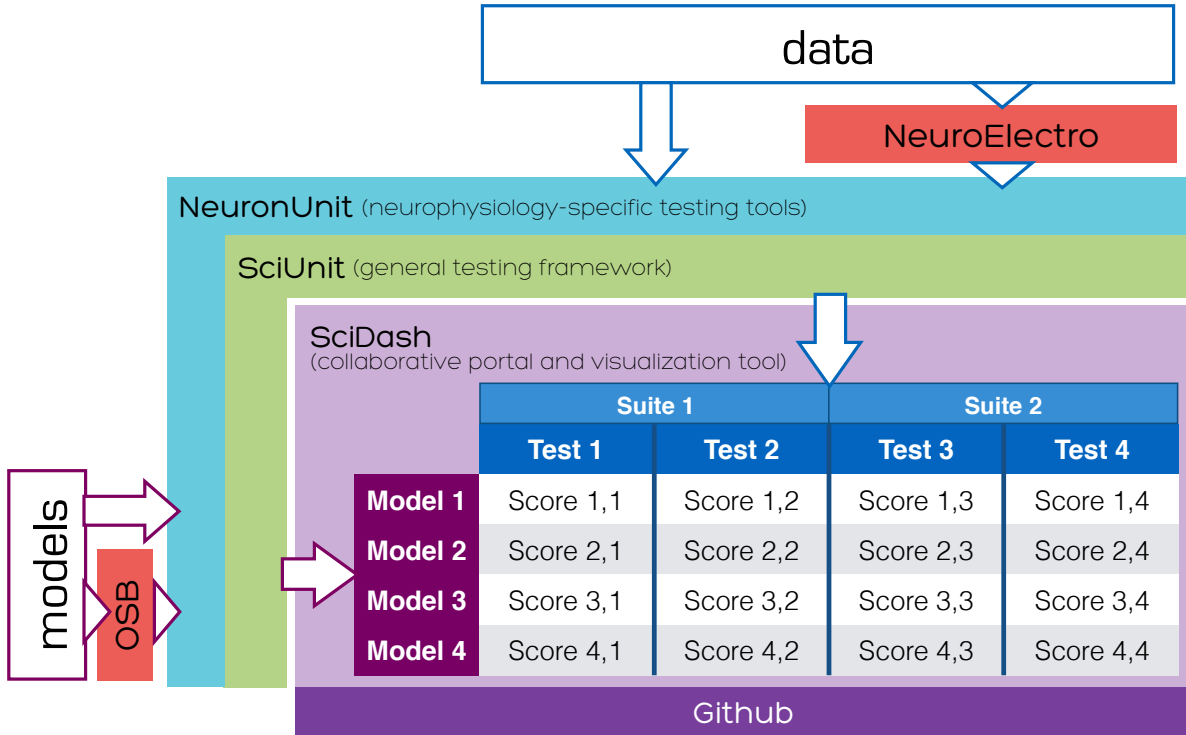 data
NeuroElectro
NeuronUnit (neurophysiology-specific testing tools)
SciUnit (general testing framework)
SciDash
(collaborative portal and visualization tool)
Suite 1 Suite 2
Test 1 Test 2 Test 3 Test 4
Model 1 Score 1,1 Score 1,2 Score 1,3 Score 1,4
Model 2 Score 2,1 Score 2,2 Score 2,3 Score 2,4
Model 3 Score 3,1 Score 3,2 Score 3,3 Score 3,4
Model 4 Score 4,1 Score 4,2 Score 4,3 Score 4,4
models
OSB
Github